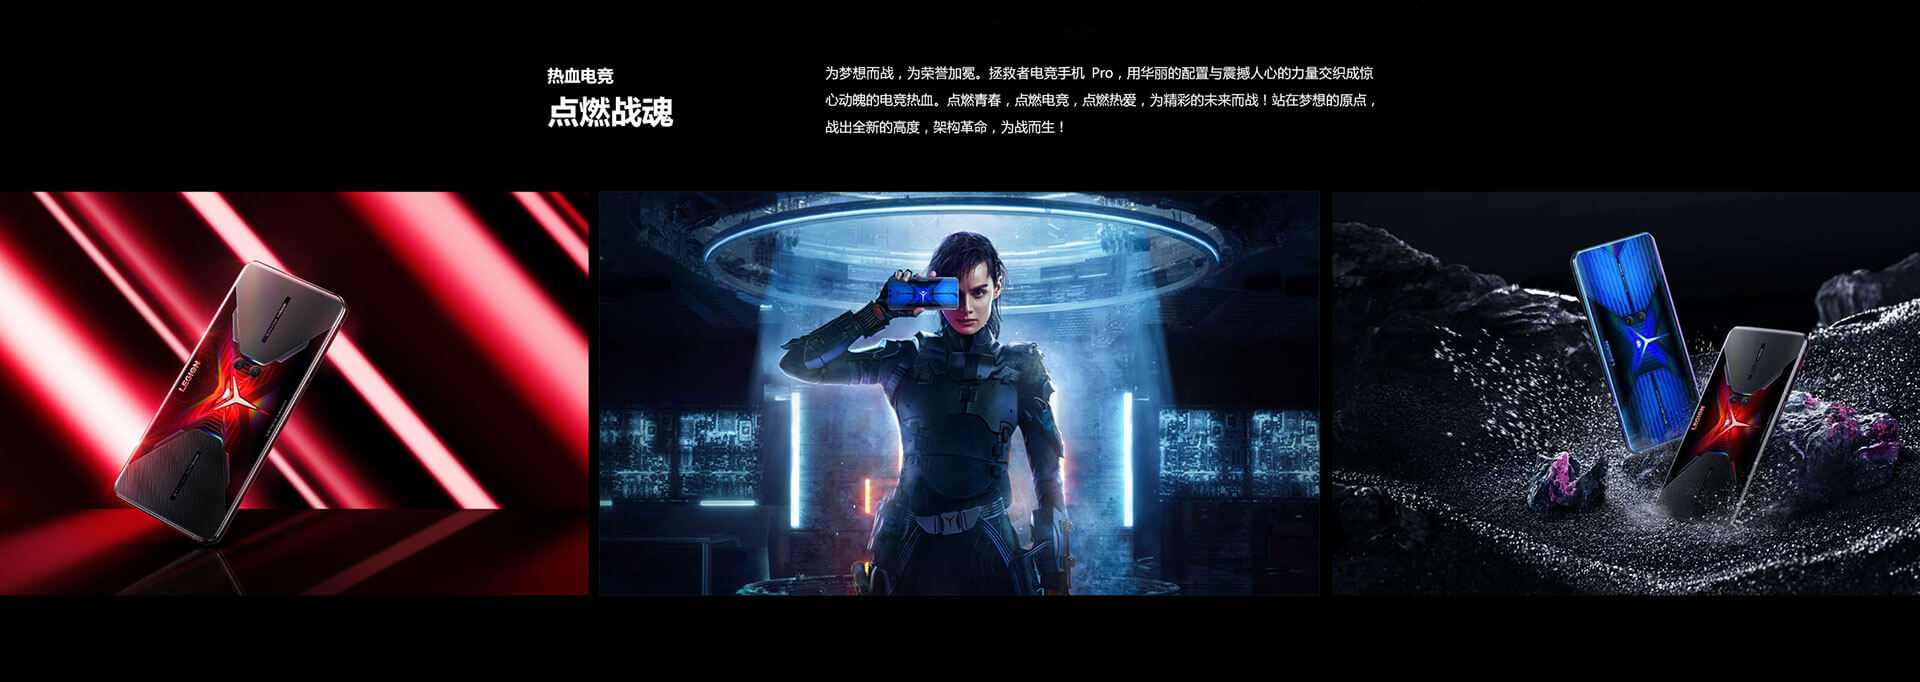 热血电竞
点燃战魂
为梦想而战，为荣誉加冕。拯救者电竞手机 Pro，用华丽的配置与震撼人心的力量交织成惊
心动魄的电竞热血。点燃青春，点燃电竞，点燃热爱，为精彩的未来而战！站在梦想的原点，
战出全新的高度，架构革命，为战而生！
LEGION
LEGION